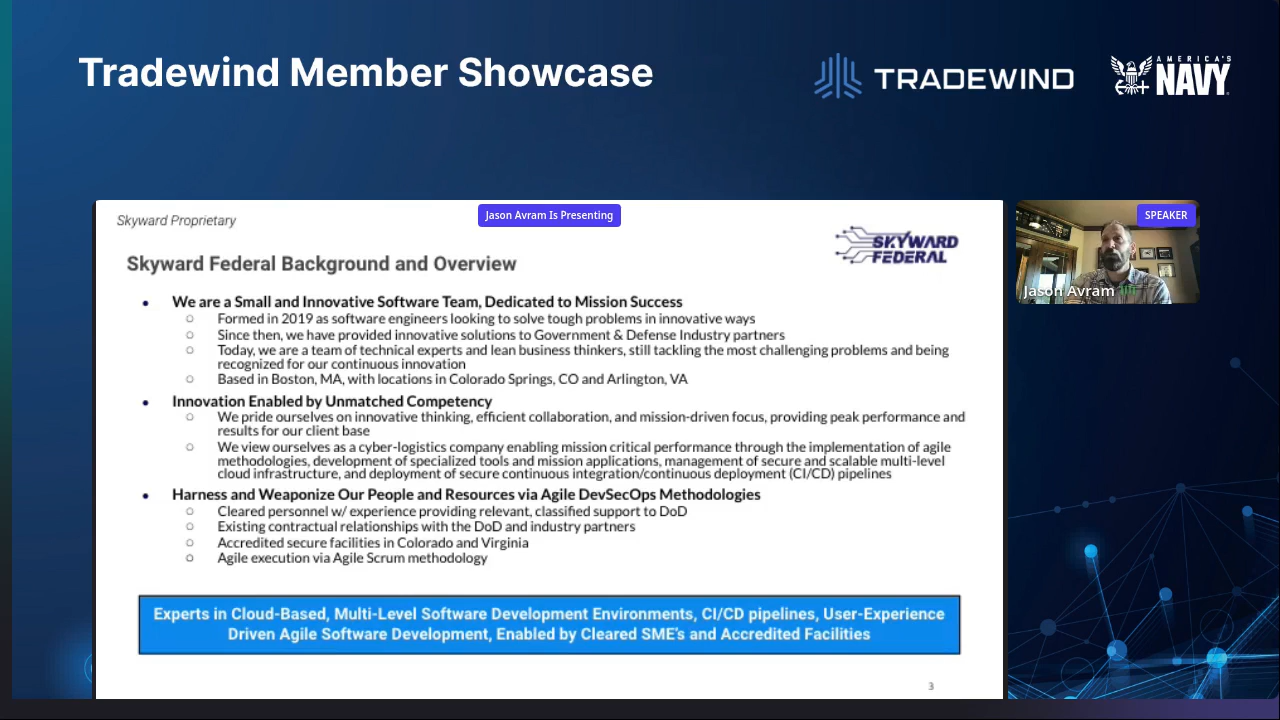 Tradewind Member Showcase
TRADEWIND
AMERICA'S
NAVY
Skyward Proprietary
Jason Avram Is Presenting
SPEAKER
SKYWARD
FEDERAL
Skyward Federal Background and Overview
Jason Avram
• We are a Small and Innovative Software Team, Dedicated to Mission Success
○ Formed in 2019 as software engineers looking to solve tough problems in innovative ways
○ Since then, we have provided innovative solutions to Government & Defense Industry partners
○ Today, we are a team of technical experts and lean business thinkers, still tackling the most challenging problems and being
recognized for our continuous innovation
○ Based in Boston, MA, with locations in Colorado Springs, CO and Arlington, VA
• Innovation Enabled by Unmatched Competency
○ We pride ourselves on innovative thinking, efficient collaboration, and mission-driven focus, providing peak performance and
results for our client base
○ We view ourselves as a cyber-logistics company enabling mission critical performance through the implementation of agile
methodologies, development of specialized tools and mission applications, management of secure and scalable multi-level
cloud infrastructure, and deployment of secure continuous integration/continuous deployment (CI/CD) pipelines
• Harness and Weaponize Our People and Resources via Agile DevSecOps Methodologies
○ Cleared personnel w/ experience providing relevant, classified support to DoD
○ Existing contractual relationships with the DoD and industry partners
○ Accredited secure facilities in Colorado and Virginia
○ Agile execution via Agile Scrum methodology
Experts in Cloud-Based, Multi-Level Software Development Environments, CI/CD pipelines, User-Experience
Driven Agile Software Development, Enabled by Cleared SME's and Accredited Facilities
3